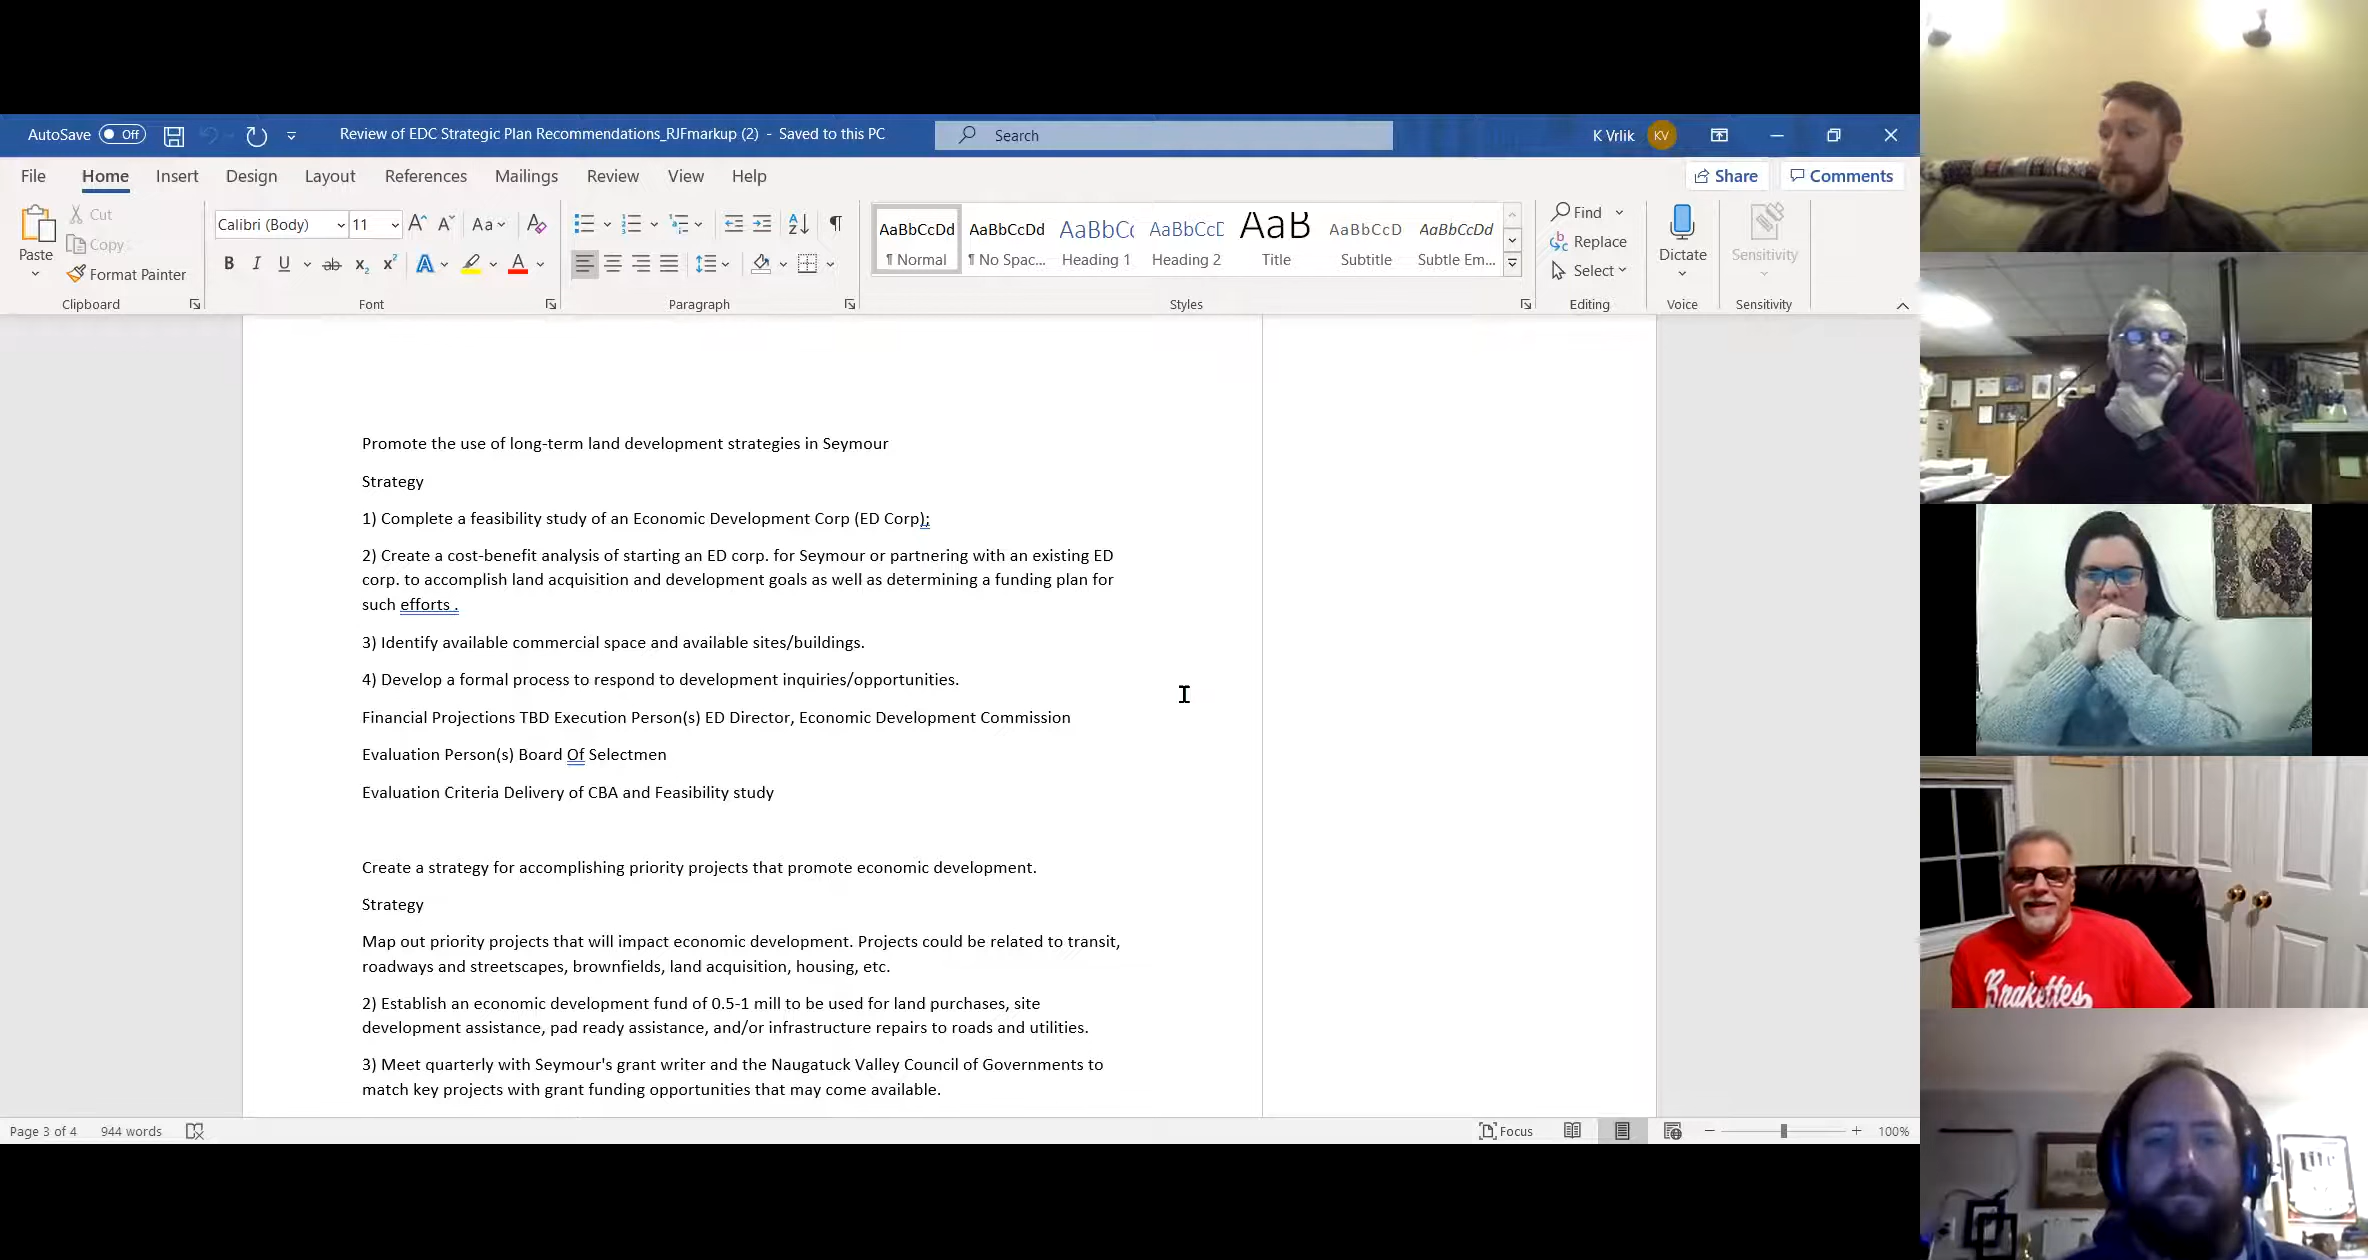 AutoSave Off Review of EDC Strategic Plan Recommendations_RJFmarkup (2) - Saved to this PC Search K Vrlik KV
File Home Insert Design Layout References Mailings Review View Help Share Comments
Paste
Cut
Copy
Format Painter
Clipboard
Calibri (Body) 11
Font
Paragraph
AaBbCcDd AaBbCcDd AaBbCc AaBbCcD AaB AaBbCcD AaBbCcDd
¶ Normal ¶ No Spac... Heading 1 Heading 2 Title Subtitle Subtle Em...
Styles
Find
Replace
Select
Editing
Dictate
Voice
Sensitivity
Sensitivity
Promote the use of long-term land development strategies in Seymour
Strategy
1) Complete a feasibility study of an Economic Development Corp (ED Corp);
2) Create a cost-benefit analysis of starting an ED corp. for Seymour or partnering with an existing ED
corp. to accomplish land acquisition and development goals as well as determining a funding plan for
such efforts .
3) Identify available commercial space and available sites/buildings.
4) Develop a formal process to respond to development inquiries/opportunities.
Financial Projections TBD Execution Person(s) ED Director, Economic Development Commission
Evaluation Person(s) Board Of Selectmen
Evaluation Criteria Delivery of CBA and Feasibility study
Create a strategy for accomplishing priority projects that promote economic development.
Strategy
Map out priority projects that will impact economic development. Projects could be related to transit,
roadways and streetscapes, brownfields, land acquisition, housing, etc.
2) Establish an economic development fund of 0.5-1 mill to be used for land purchases, site
development assistance, pad ready assistance, and/or infrastructure repairs to roads and utilities.
3) Meet quarterly with Seymour's grant writer and the Naugatuck Valley Council of Governments to
match key projects with grant funding opportunities that may come available.
Page 3 of 4 944 words Focus 100%
Brakettes